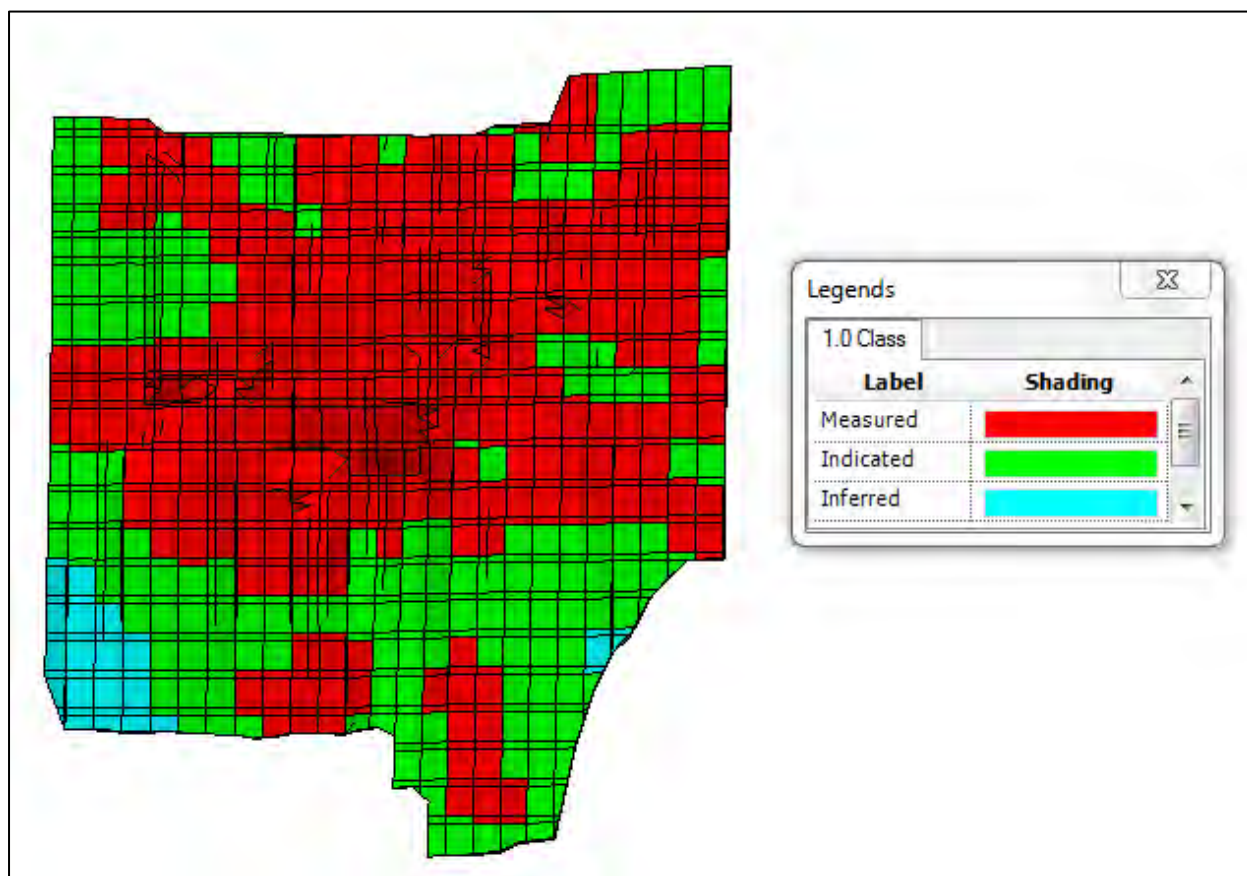 Legends
1.0 Class
Label Shading
Measured
Indicated
Inferred